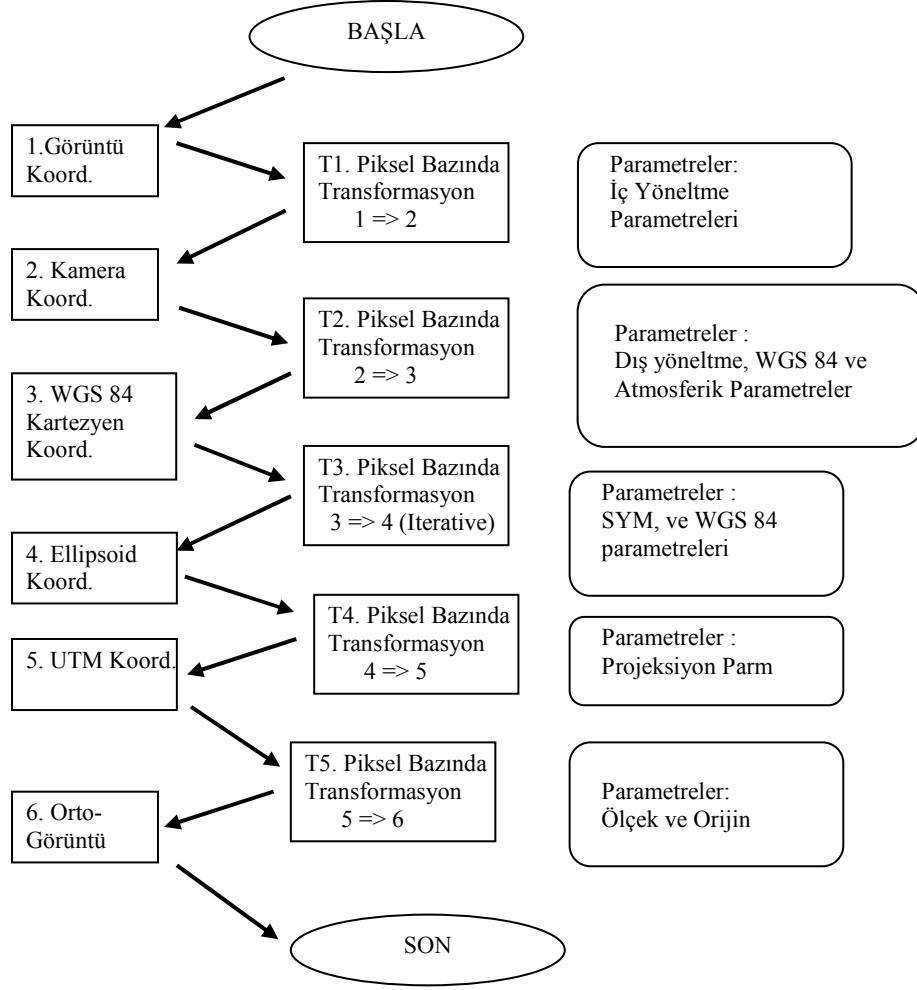 BAŞLA
1.Görüntü
Koord.
T1. Piksel Bazında
Transformasyon
1 => 2
Parametreler:
İç Yöneltme
Parametreleri
2. Kamera
Koord.
T2. Piksel Bazında
Transformasyon
2 => 3
Parametreler :
Dış yöneltme, WGS 84 ve
Atmosferik Parametreler
3. WGS 84
Kartezyen
Koord.
T3. Piksel Bazında
Transformasyon
3 => 4 (Iterative)
Parametreler :
SYM, ve WGS 84
parametreleri
4. Ellipsoid
Koord.
T4. Piksel Bazında
Transformasyon
4 => 5
Parametreler :
Projeksiyon Parm
5. UTM Koord.
T5. Piksel Bazında
Transformasyon
5 => 6
Parametreler:
Ölçek ve Orijin
6. Orto-
Görüntü
SON